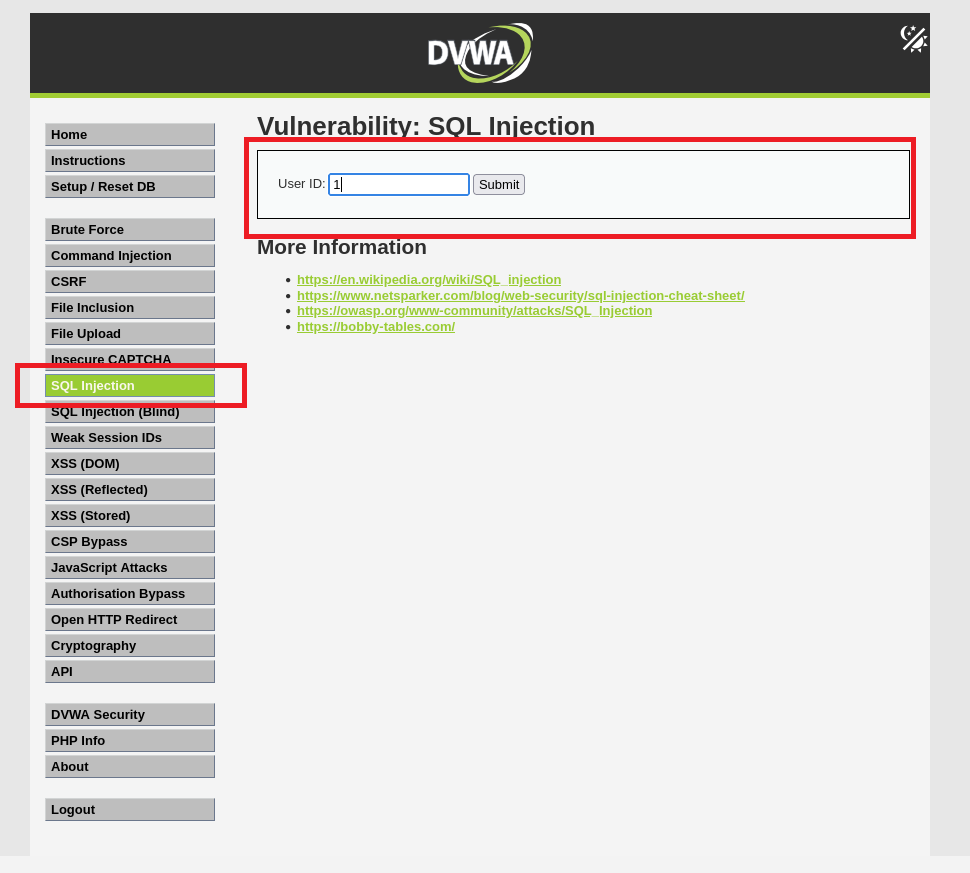 DVWA
Home
Instructions
Setup / Reset DB
Brute Force
Command Injection
CSRF
File Inclusion
File Upload
Insecure CAPTCHA
SQL Injection
SQL Injection (Blind)
Weak Session IDs
XSS (DOM)
XSS (Reflected)
XSS (Stored)
CSP Bypass
JavaScript Attacks
Authorisation Bypass
Open HTTP Redirect
Cryptography
API
DVWA Security
PHP Info
About
Logout
Vulnerability: SQL Injection
User ID: 1 Submit
More Information
• https://en.wikipedia.org/wiki/SQL_injection
• https://www.netsparker.com/blog/web-security/sql-injection-cheat-sheet/
• https://owasp.org/www-community/attacks/SQL_Injection
• https://bobby-tables.com/